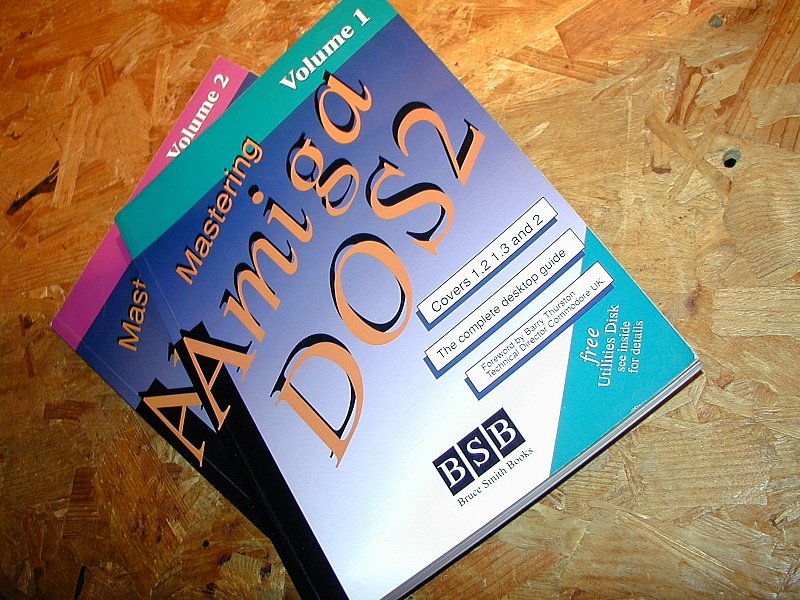 Volume 1
Mastering
Amiga
DOS2
Covers 1.2 1.3 and 2
The complete desktop guide
Foreword by Barry Thurston
Technical Director Commodore UK
free
Utilities Disk
see inside
for details
BSB
Bruce Smith Books
Volume 2
Mast
A